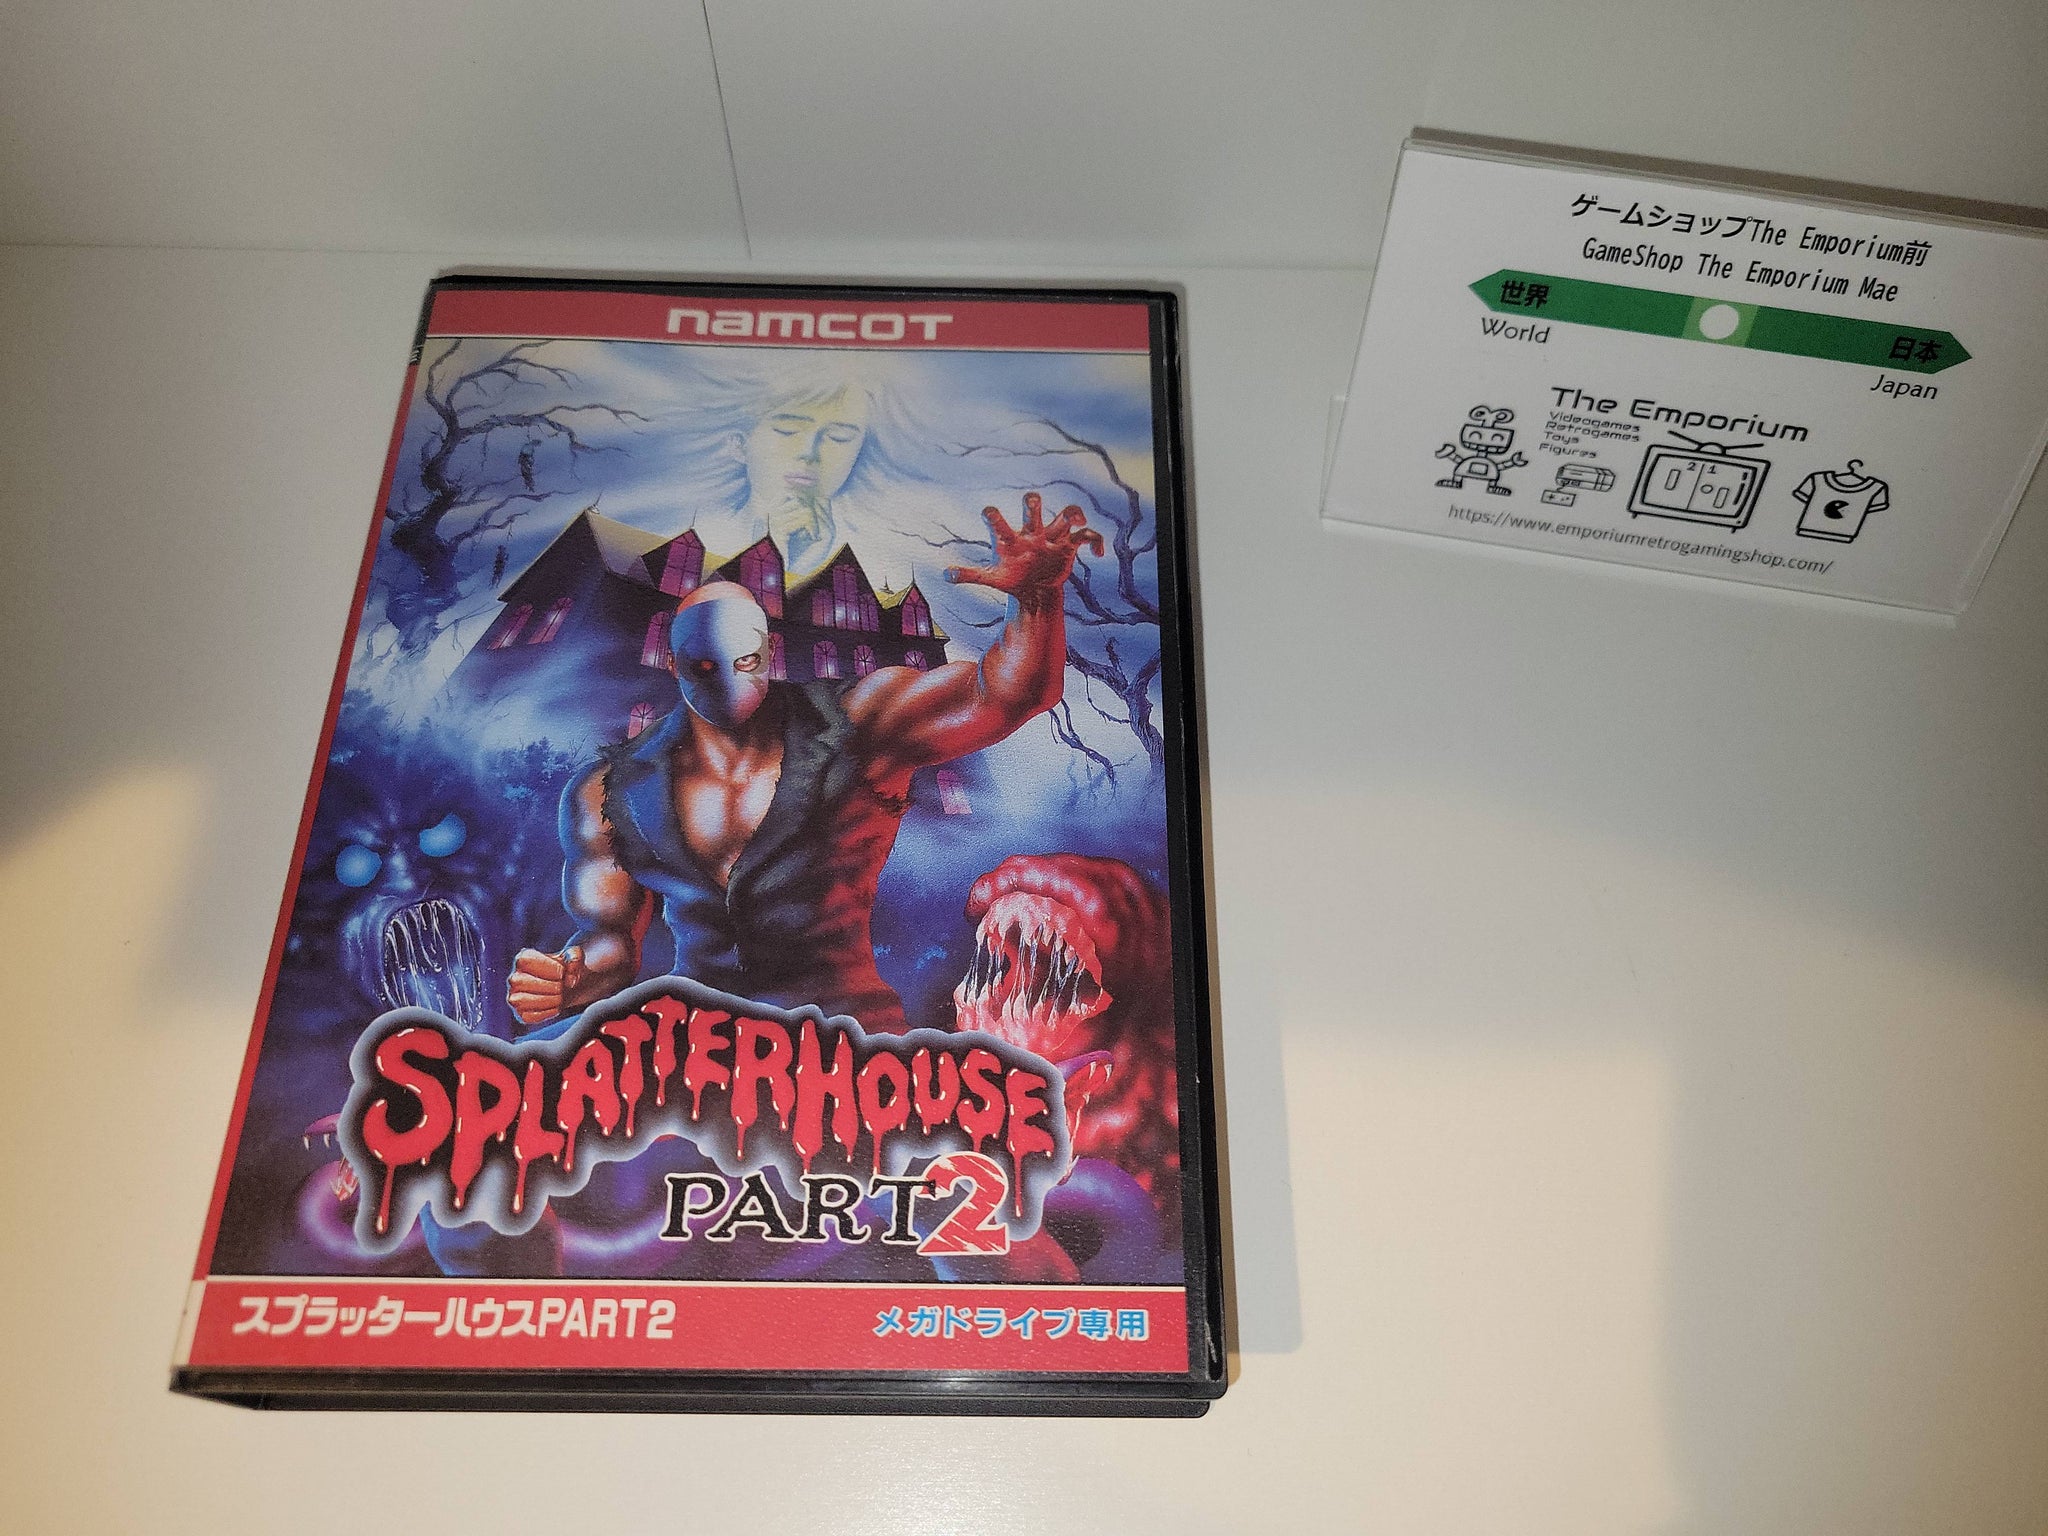 namcot
SPLATTERHOUSE
PART2
スプラッターハウスPART2
メガドライブ専用
ゲームショップThe Emporium前
GameShop The Emporium Mae
世界
日本
World
Japan
The Emporium
Videogames
Retrogames
Toys
Figures
2 1
https://www.emporiumretrogamingshop.com/